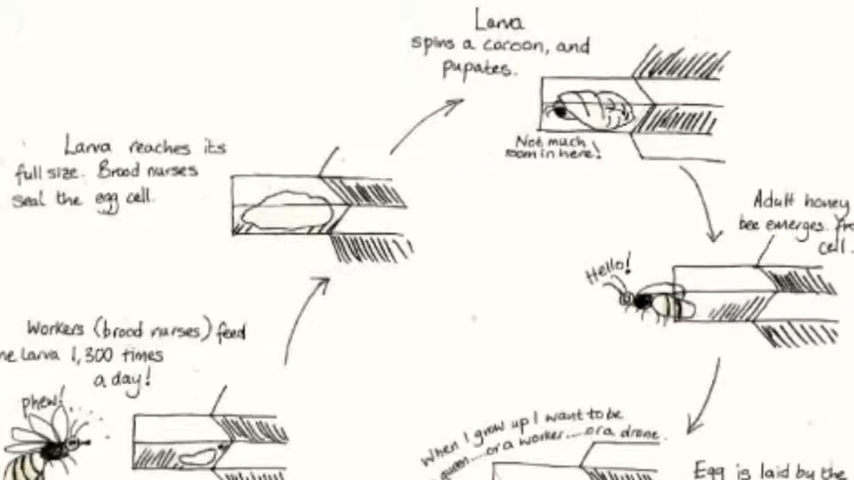 Larva
spins a cocoon, and
pupates.
Not much
room in here!
Larva reaches its
full size. Brood nurses
seal the egg cell.
Adult honey
bee emerges. from
cell.
Hello!
Workers (brood nurses) feed
the larva 1,300 times
a day!
phew!
When I grow up I want to be
queen....or a worker.....or a drone.
Egg is laid by the